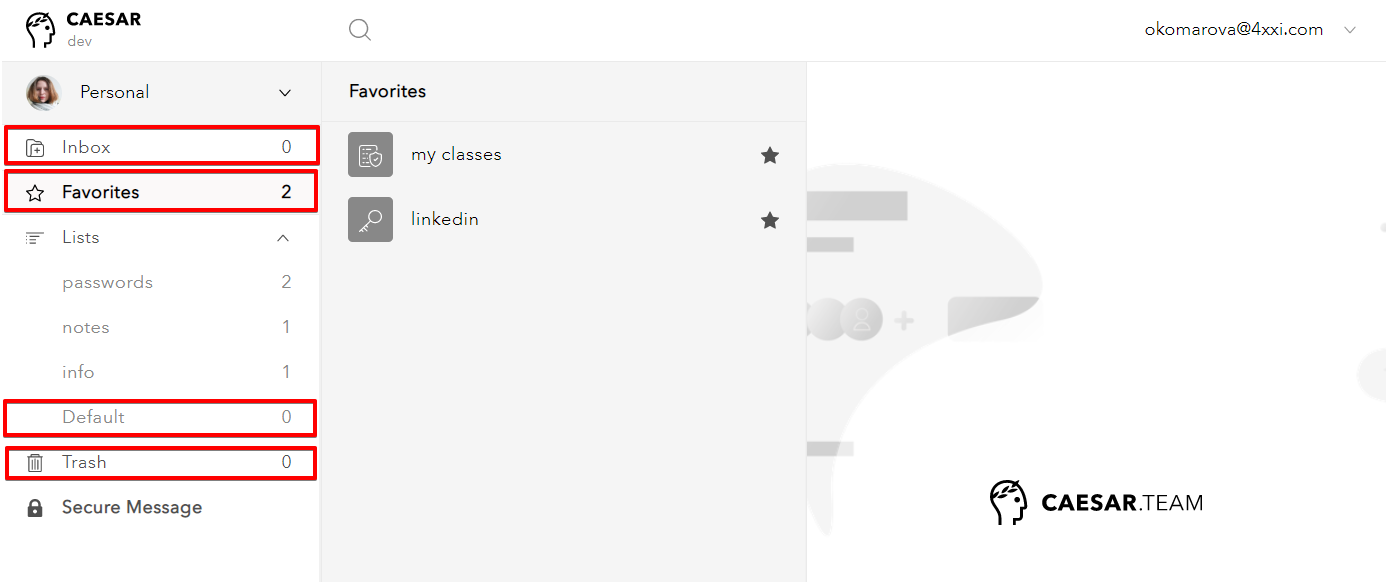 CAESAR
dev
okomarova@4xxi.com
Personal
Inbox 0
Favorites 2
Lists
passwords 2
notes 1
info 1
Default 0
Trash 0
Secure Message
Favorites
my classes
linkedin
CAESAR.TEAM